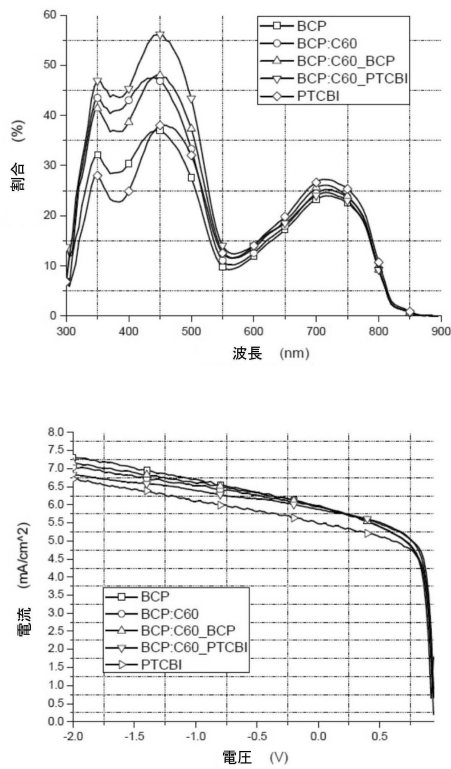 60
50
40
30
20
10
0
割合 (%)
BCP
BCP:C60
BCP:C60_BCP
BCP:C60_PTCBI
PTCBI
300 400 500 600 700 800 900
波長 (nm)
8.0
7.5
7.0
6.5
6.0
5.5
5.0
4.5
4.0
3.5
3.0
2.5
2.0
1.5
1.0
0.5
0.0
電流 (mA/cm^2)
BCP
BCP:C60
BCP:C60_BCP
BCP:C60_PTCBI
PTCBI
-2.0 -1.5 -1.0 -0.5 0.0 0.5
電圧 (V)